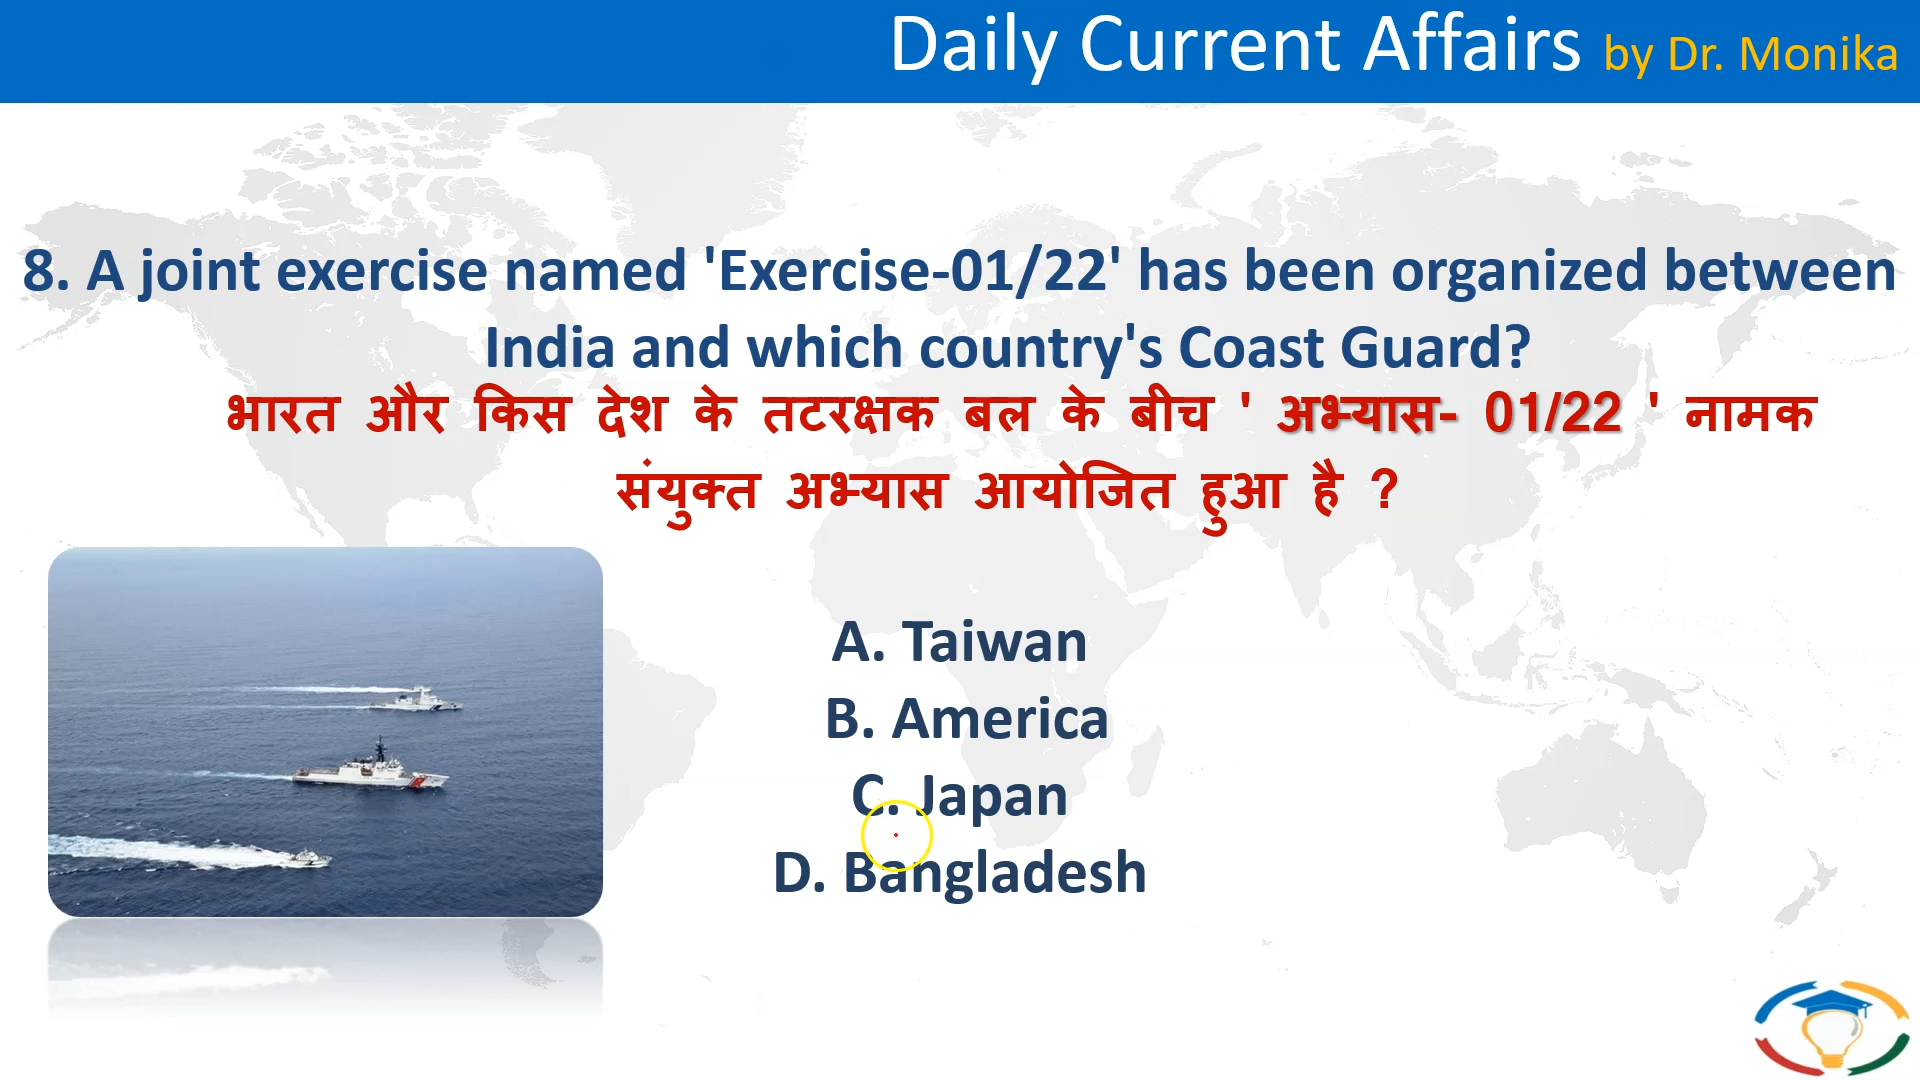 Daily Current Affairs by Dr. Monika
8. A joint exercise named 'Exercise-01/22' has been organized between
India and which country's Coast Guard?
भारत और किस देश के तटरक्षक बल के बीच ' अभ्यास- 01/22 ' नामक
संयुक्त अभ्यास आयोजित हुआ है ?
A. Taiwan
B. America
C. Japan
D. Bangladesh